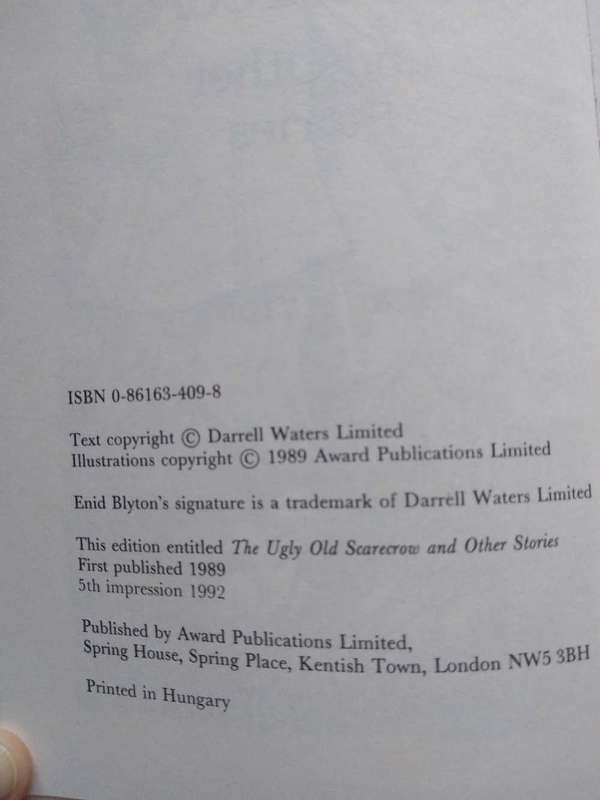 ISBN 0-86163-409-8
Text copyright © Darrell Waters Limited
Illustrations copyright © 1989 Award Publications Limited
Enid Blyton's signature is a trademark of Darrell Waters Limited
This edition entitled The Ugly Old Scarecrow and Other Stories
First published 1989
5th impression 1992
Published by Award Publications Limited,
Spring House, Spring Place, Kentish Town, London NW5 3BH
Printed in Hungary